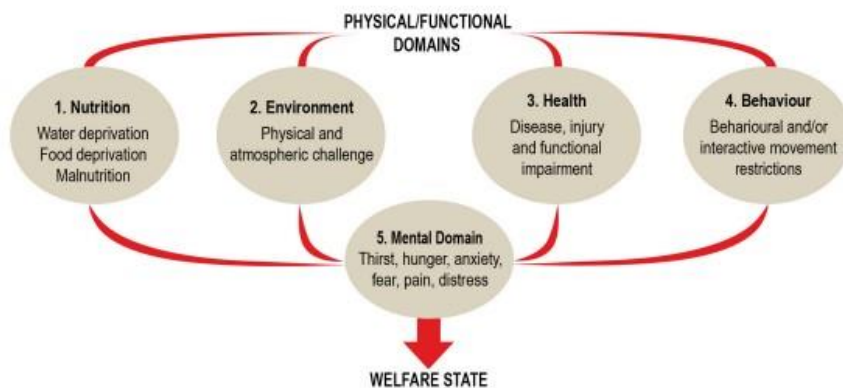 PHYSICAL/FUNCTIONAL
DOMAINS
1. Nutrition
Water deprivation
Food deprivation
Malnutrition
2. Environment
Physical and
atmospheric challenge
3. Health
Disease, injury
and functional
impairment
4. Behaviour
Beharioural and/or
interactive movement
restrictions
5. Mental Domain
Thirst, hunger, anxiety,
fear, pain, distress
WELFARE STATE